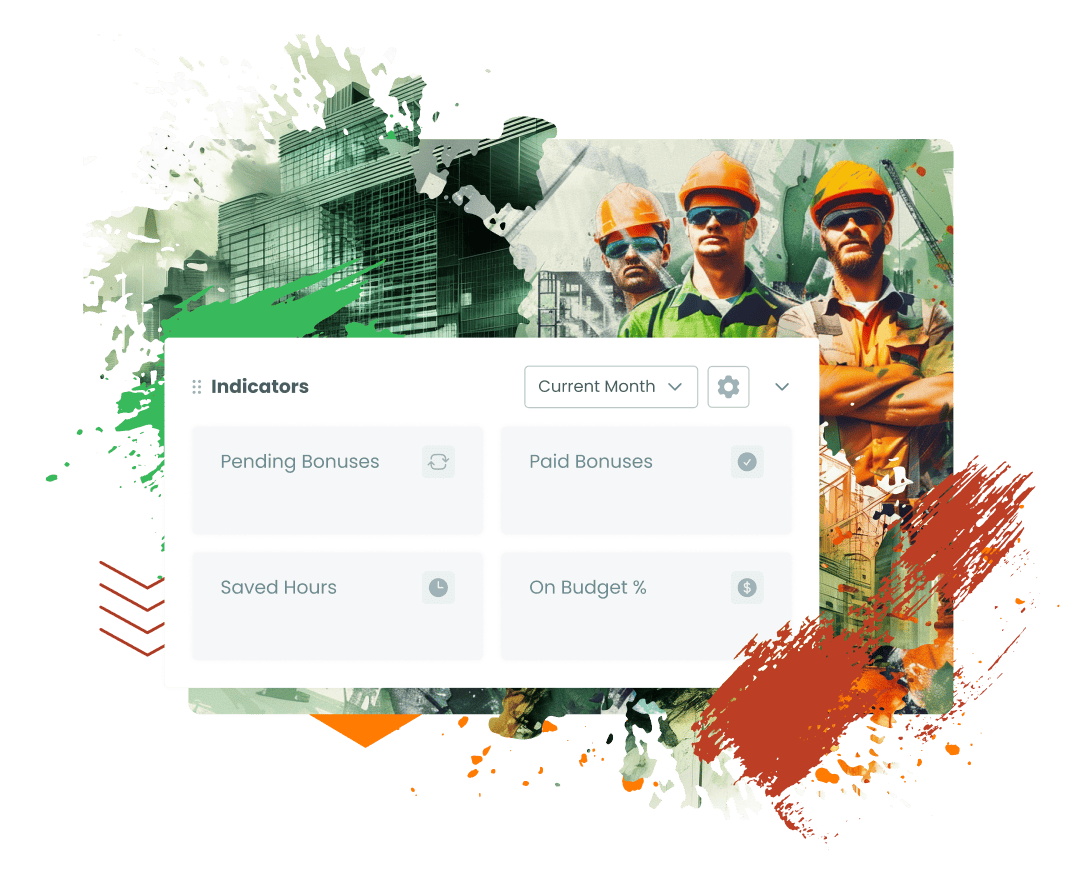 Indicators
Current Month
Pending Bonuses
Paid Bonuses
Saved Hours
On Budget %